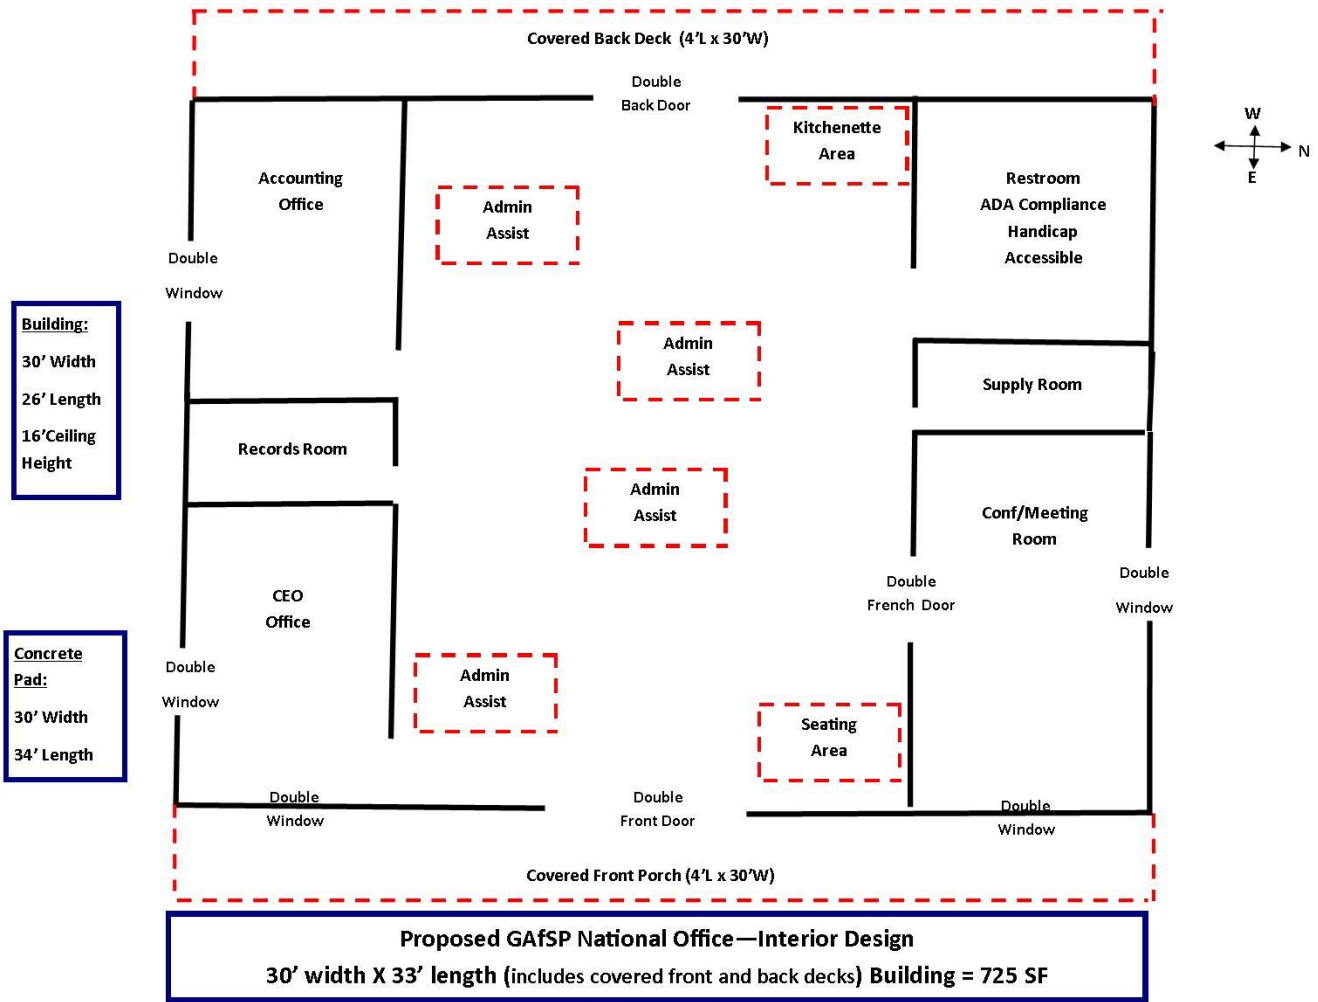 Covered Back Deck  (4'L x 30'W)
Double
Back Door
Kitchenette
Area
W
N
E
Accounting
Office
Admin
Assist
Restroom
ADA Compliance
Handicap
Accessible
Double
Window
Building:
30' Width
26' Length
16'Ceiling
Height
Admin
Assist
Supply Room
Records Room
Admin
Assist
Conf/Meeting
Room
Double
French Door
Double
Window
CEO
Office
Concrete
Pad:
30' Width
34' Length
Double
Window
Admin
Assist
Seating
Area
Double
Window
Double
Front Door
Double
Window
Covered Front Porch (4'L x 30'W)
Proposed GAfSP National Office—Interior Design
30' width X 33' length (includes covered front and back decks) Building = 725 SF